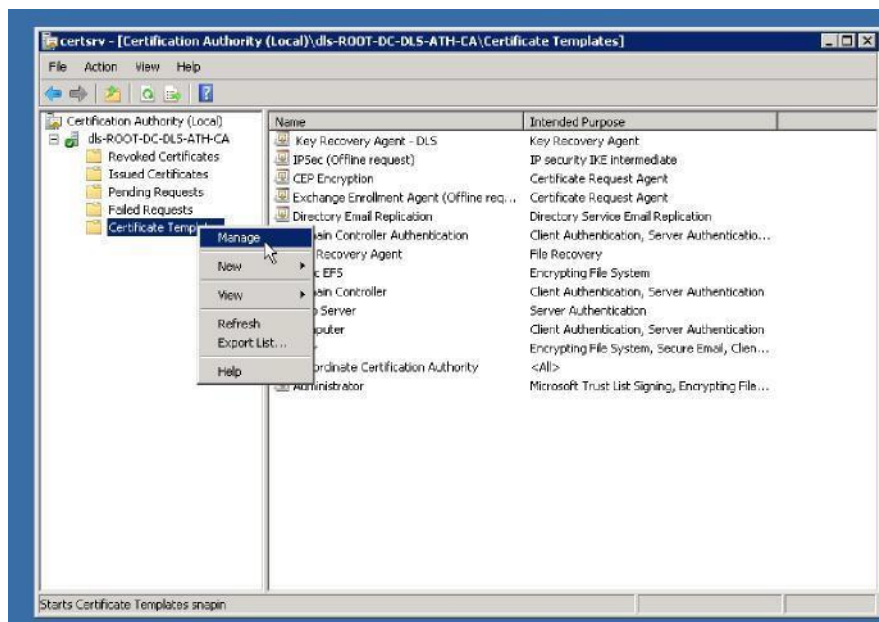 certsrv - [Certification Authority (Local)\dls-ROOT-DC-DLS-ATH-CA\Certificate Templates]
File Action View Help
Certification Authority (Local)
dls-ROOT-DC-DLS-ATH-CA
Revoked Certificates
Issued Certificates
Pending Requests
Failed Requests
Certificate
Manage
New
View
Refresh
Export List...
Help
Name Intended Purpose
Key Recovery Agent - DLS Key Recovery Agent
IPSec (Offline request) IP security IKE intermediate
CEP Encryption Certificate Request Agent
Exchange Enrollment Agent (Offline req... Certificate Request Agent
Directory Email Replication Directory Service Email Replication
Controller Authentication Client Authentication, Server Authenticatio...
Recovery Agent File Recovery
EFS Encrypting File System
Controller Client Authentication, Server Authentication
Server Server Authentication
Client Authentication, Server Authentication
Encrypting File System, Secure Email, Clien...
Certification Authority <All>
Administrator Microsoft Trust List Signing, Encrypting File...
Starts Certificate Templates snapin